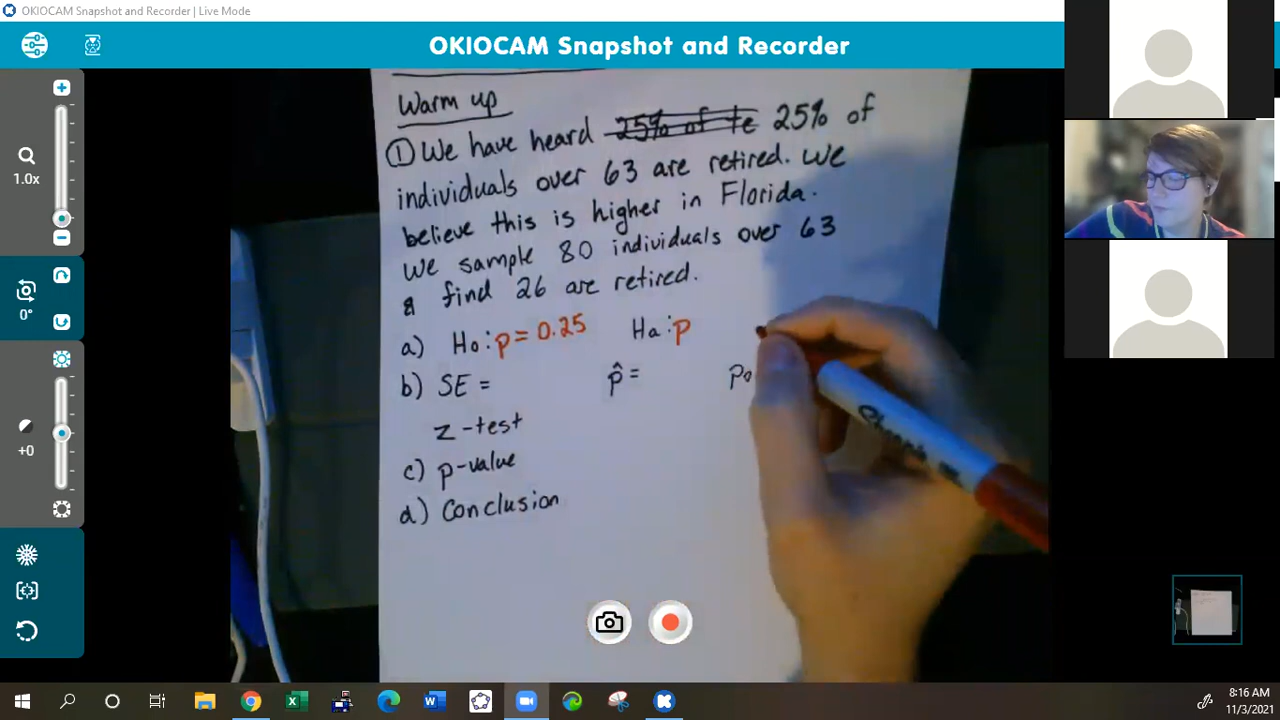 OKIOCAM Snapshot and Recorder | Live Mode
OKIOCAM Snapshot and Recorder
1.0x
0°
+0
Warm up
① We have heard 25% of te 25% of
individuals over 63 are retired. We
believe this is higher in Florida.
We sample 80 individuals over 63
& find 26 are retired.
a) Ho: p = 0.25 Ha: p
b) SE = p̂ = po
z-test
c) p-value
d) Conclusion
8:16 AM
11/3/2021